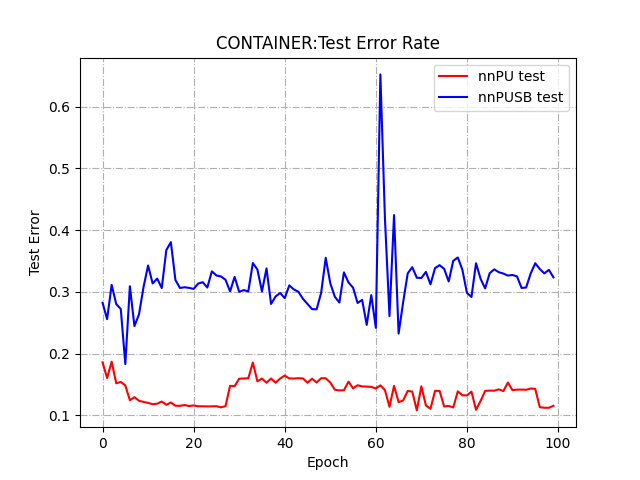 CONTAINER:Test Error Rate
nnPU test
nnPUSB test
Test Error
0.6
0.5
0.4
0.3
0.2
0.1
0 20 40 60 80 100
Epoch